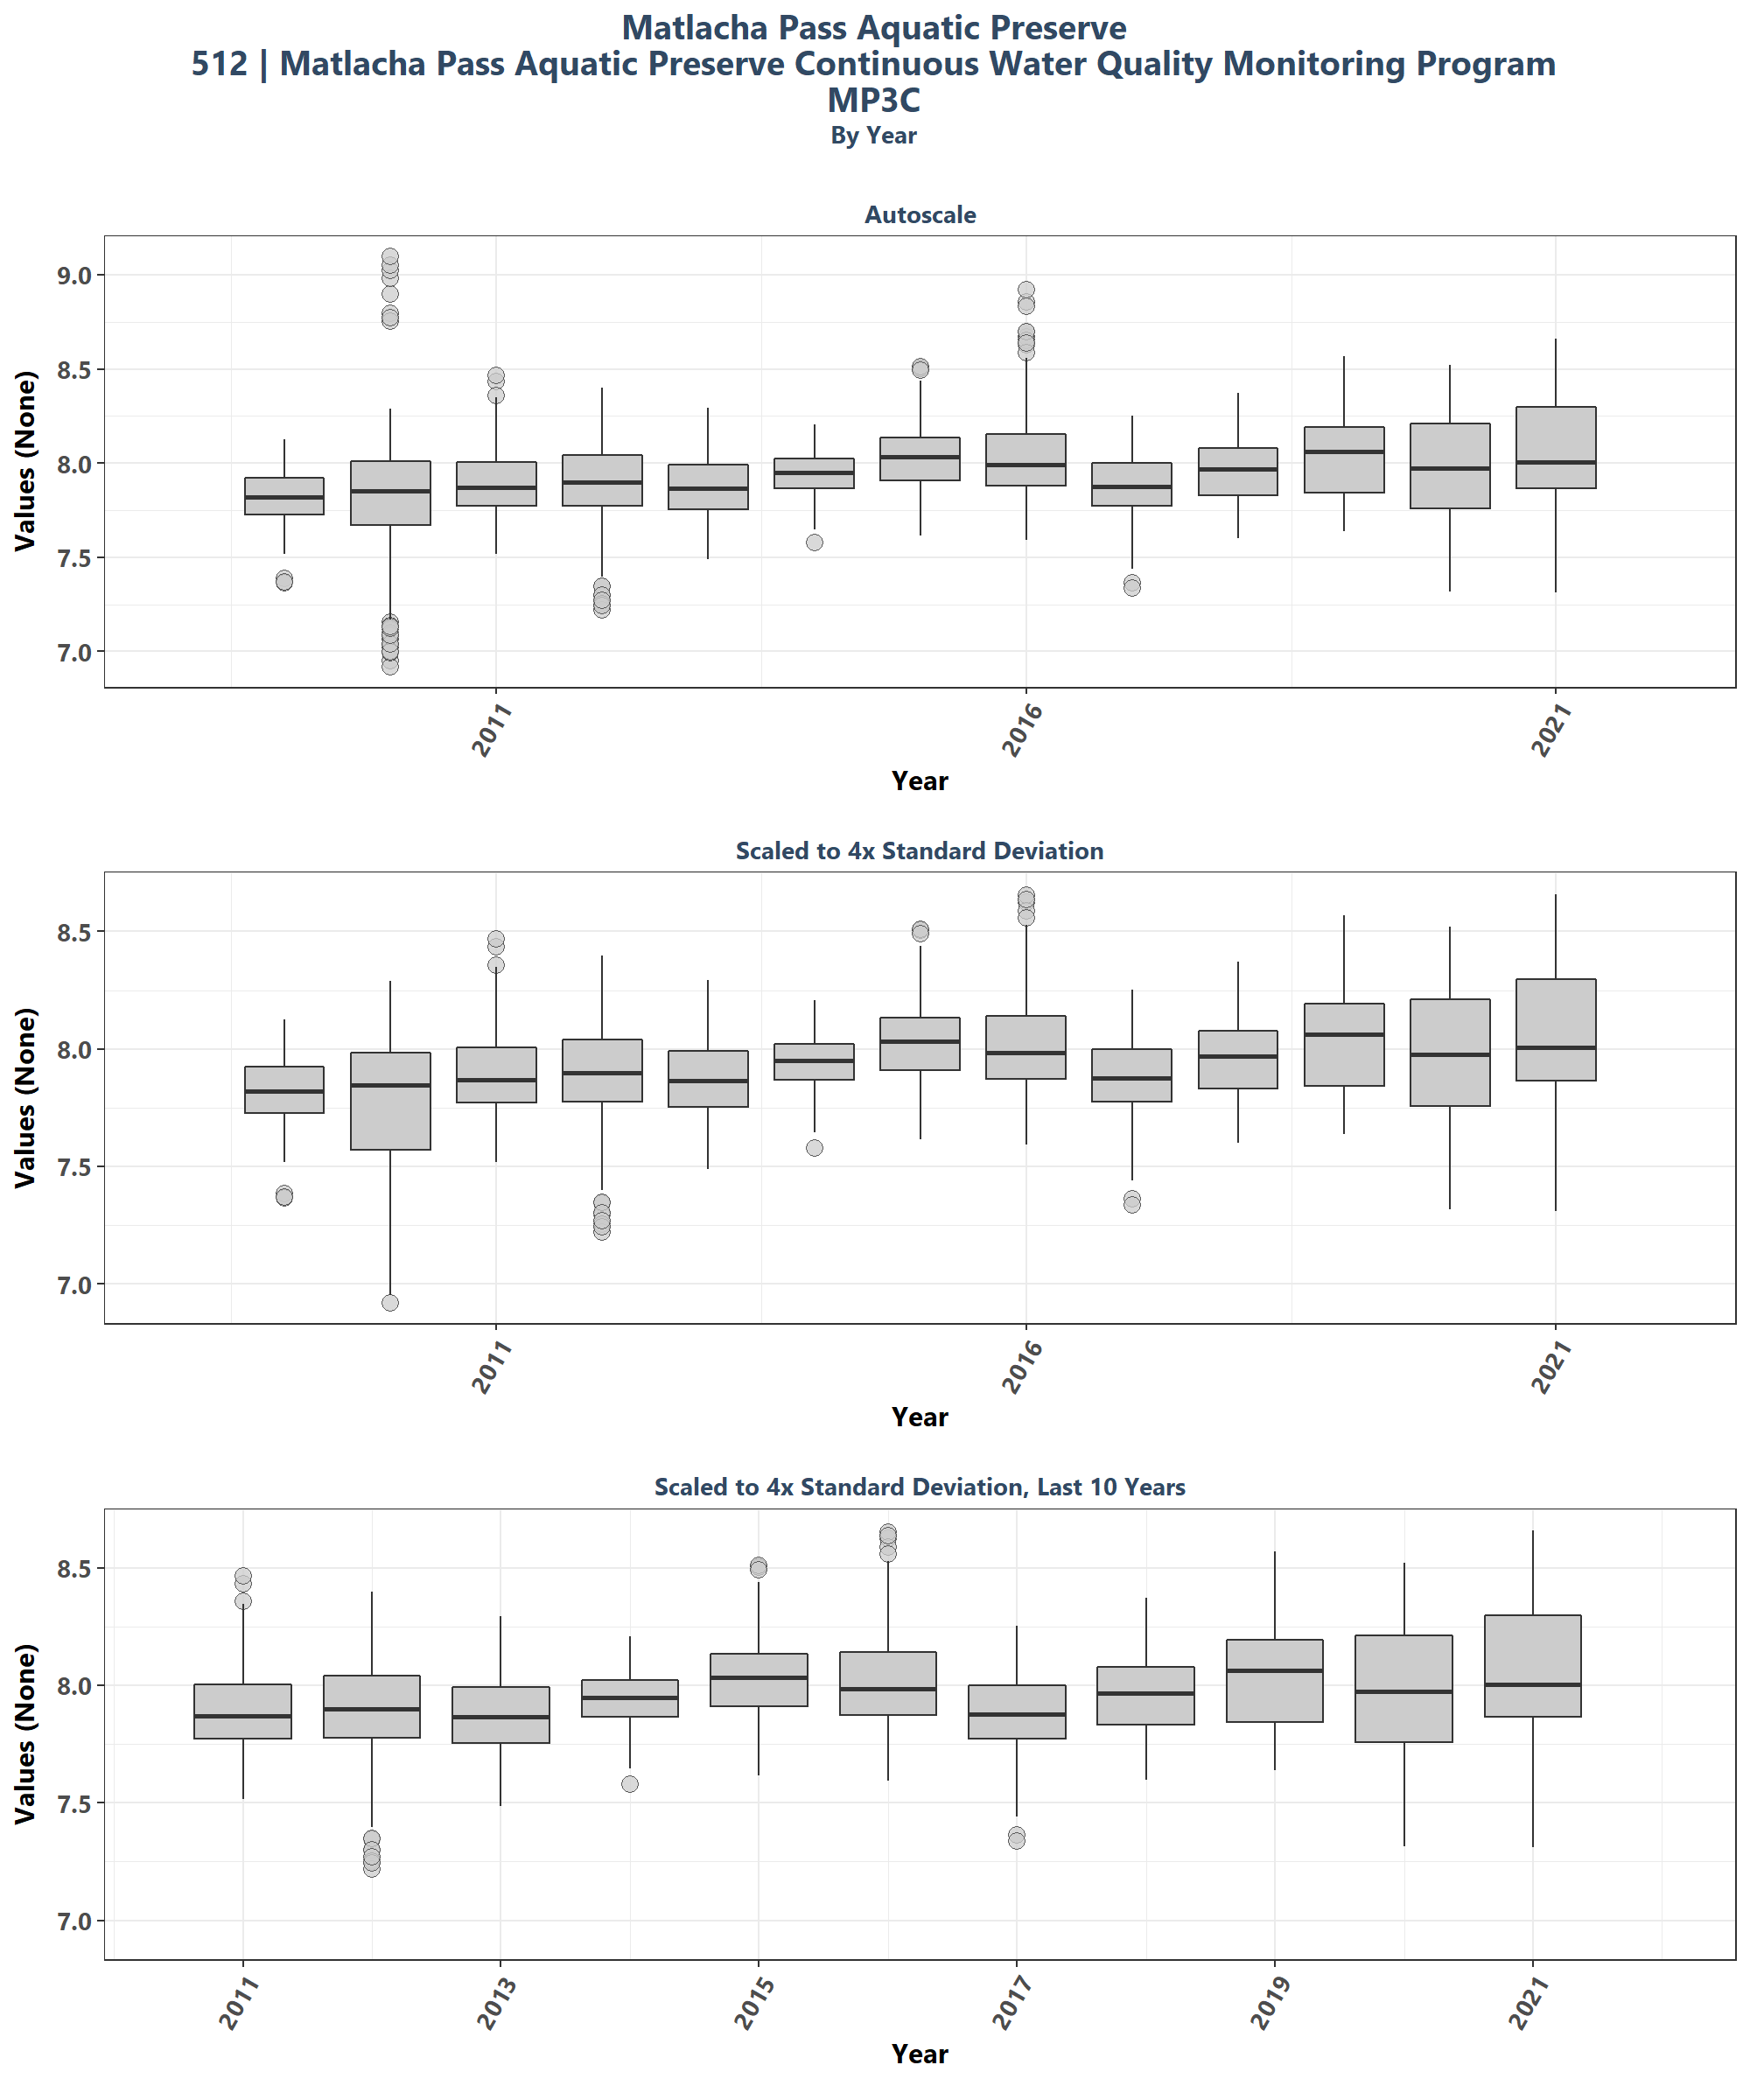 Matlacha Pass Aquatic Preserve
512 | Matlacha Pass Aquatic Preserve Continuous Water Quality Monitoring Program
MP3C
By Year
Autoscale
Values (None)
9.0
8.5
8.0
7.5
7.0
2011
2016
2021
Year
Scaled to 4x Standard Deviation
Values (None)
8.5
8.0
7.5
7.0
2011
2016
2021
Year
Scaled to 4x Standard Deviation, Last 10 Years
Values (None)
8.5
8.0
7.5
7.0
2011
2013
2015
2017
2019
2021
Year